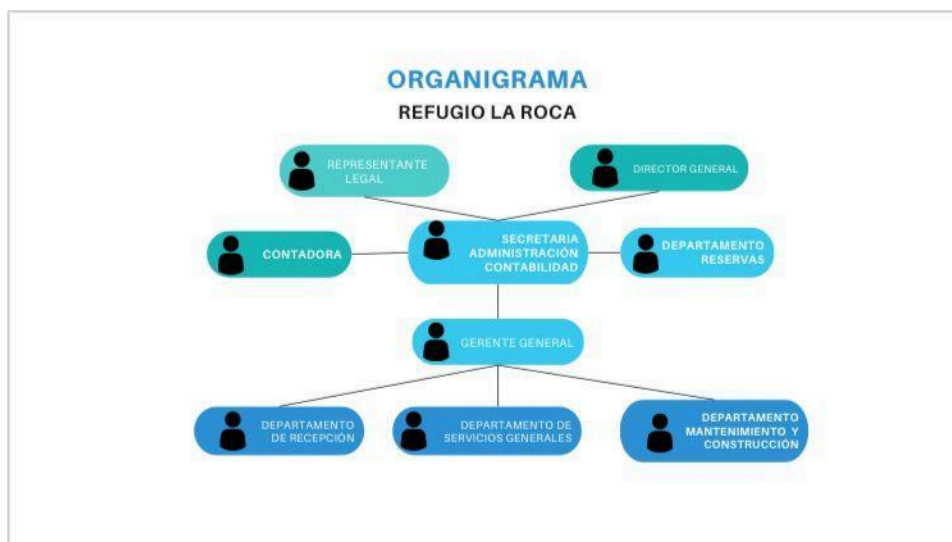 ORGANIGRAMA
REFUGIO LA ROCA
REPRESENTANTE
LEGAL
DIRECTOR GENERAL
CONTADORA
SECRETARIA
ADMINISTRACIÓN
CONTABILIDAD
DEPARTAMENTO
RESERVAS
GERENTE GENERAL
DEPARTAMENTO
DE RECEPCIÓN
DEPARTAMENTO DE
SERVICIOS GENERALES
DEPARTAMENTO
MANTENIMIENTO Y
CONSTRUCCIÓN